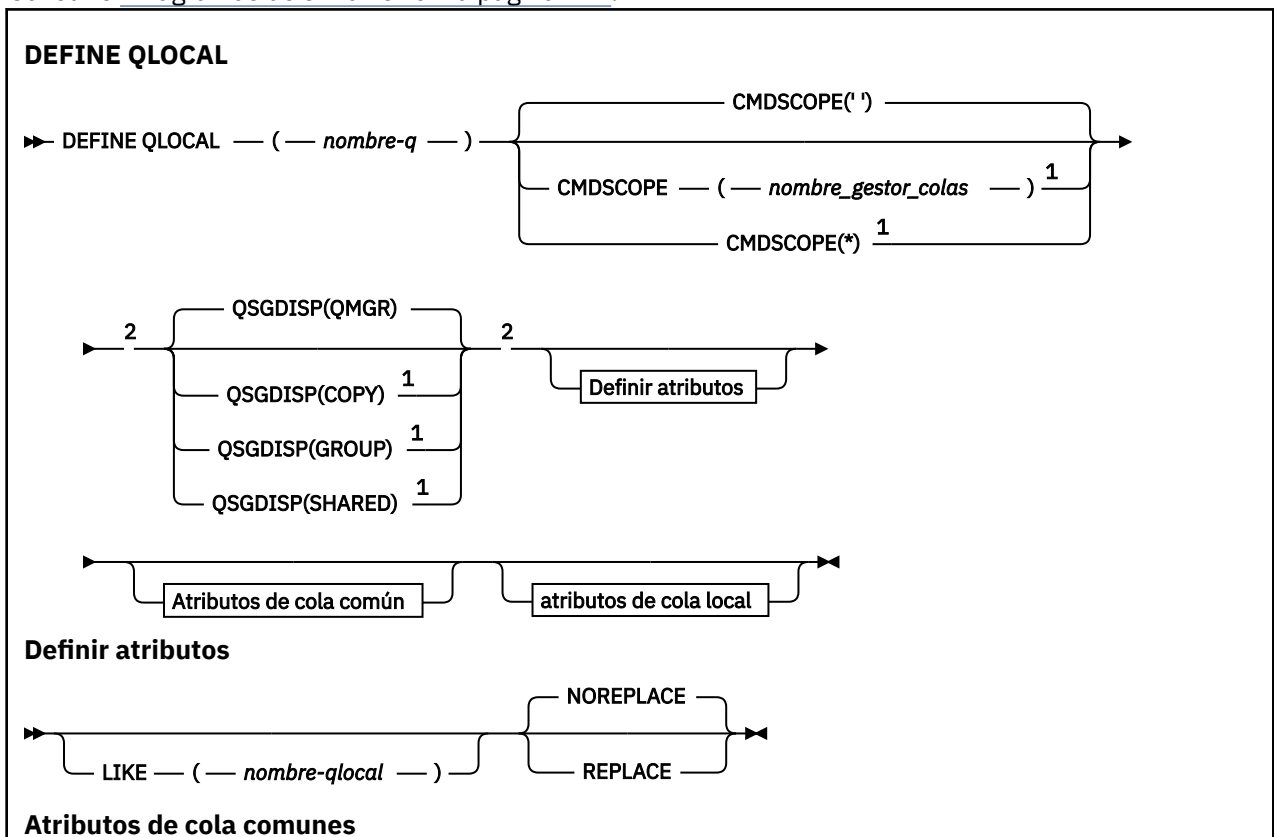 DEFINE QLOCAL
CMDSCOPE(' ')
DEFINE QLOCAL ( nombre-q )
CMDSCOPE ( nombre_gestor_colas ) 1
CMDSCOPE(*) 1
QSGDISP(QMGR)
2 2
QSGDISP(COPY) 1
Definir atributos
QSGDISP(GROUP) 1
QSGDISP(SHARED) 1
Atributos de cola común atributos de cola local
Definir atributos
NOREPLACE
LIKE ( nombre-qlocal ) REPLACE
Atributos de cola comunes